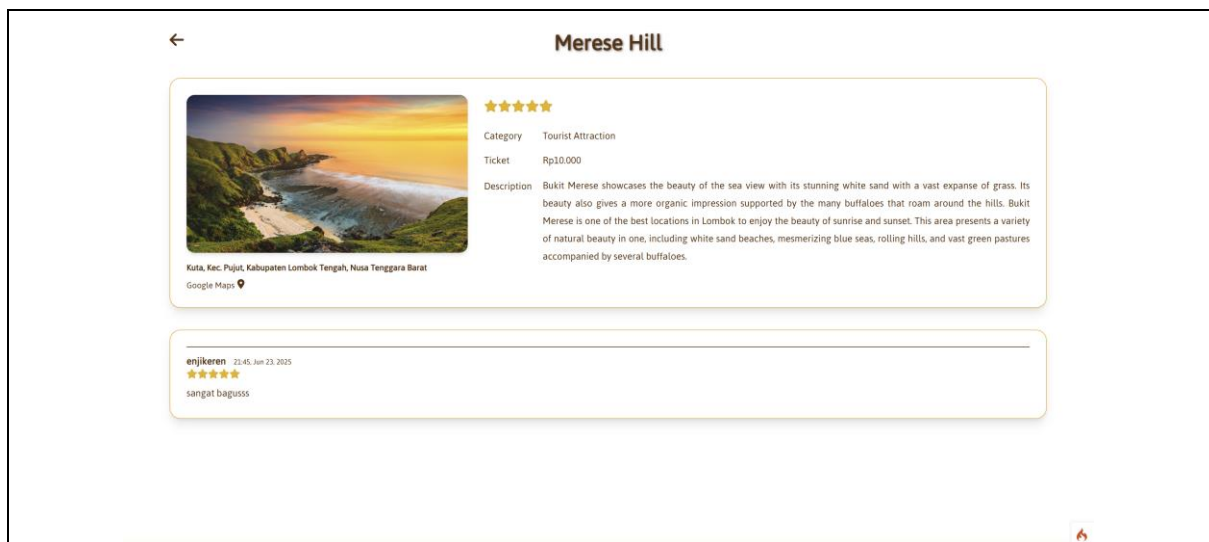 Merese Hill
Category Tourist Attraction
Ticket Rp10.000
Description Bukit Merese showcases the beauty of the sea view with its stunning white sand with a vast expanse of grass. Its
beauty also gives a more organic impression supported by the many buffaloes that roam around the hills. Bukit
Merese is one of the best locations in Lombok to enjoy the beauty of sunrise and sunset. This area presents a variety
of natural beauty in one, including white sand beaches, mesmerizing blue seas, rolling hills, and vast green pastures
accompanied by several buffaloes.
Kuta, Kec. Pujut, Kabupaten Lombok Tengah, Nusa Tenggara Barat
Google Maps
enjikeren 21:45, Jun 23, 2025
sangat bagusss